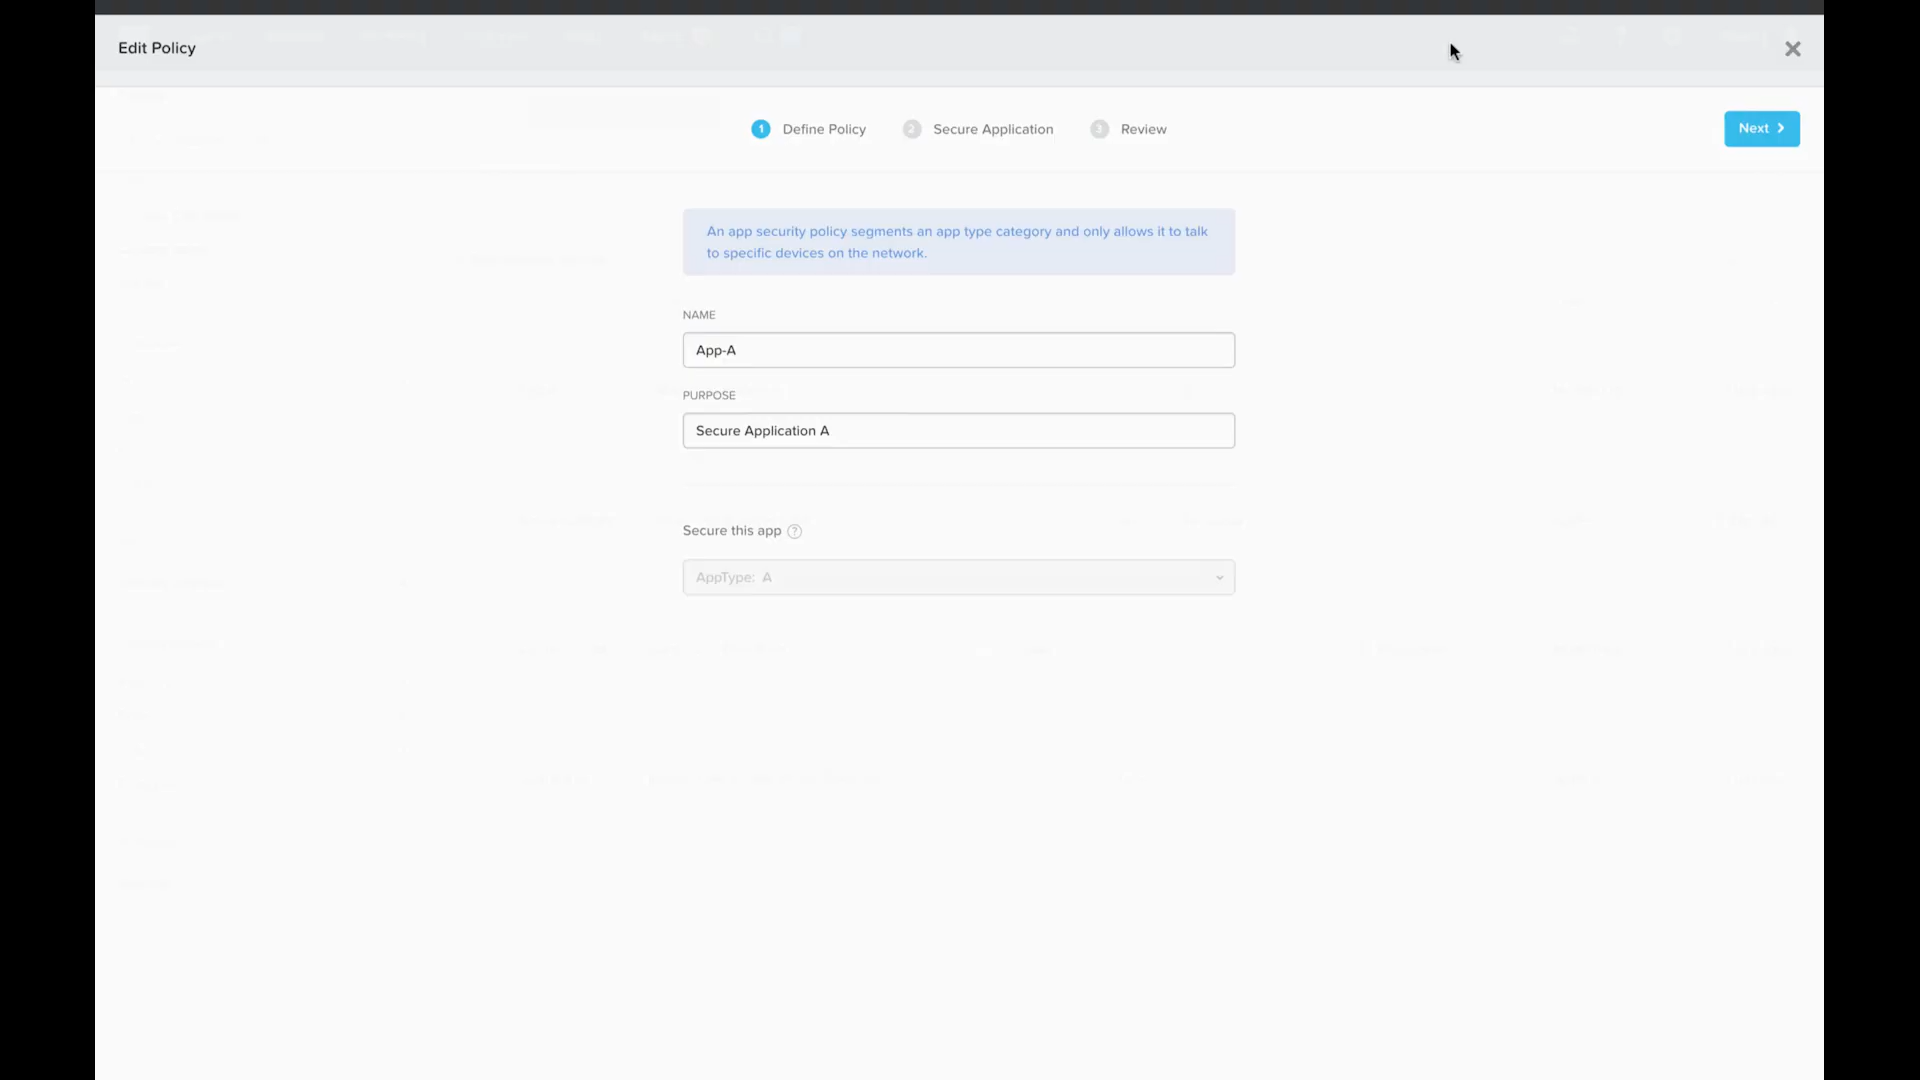 Edit Policy
1 Define Policy 2 Secure Application 3 Review
Next
An app security policy segments an app type category and only allows it to talk
to specific devices on the network.
NAME
App-A
PURPOSE
Secure Application A
Secure this app ?
AppType: A